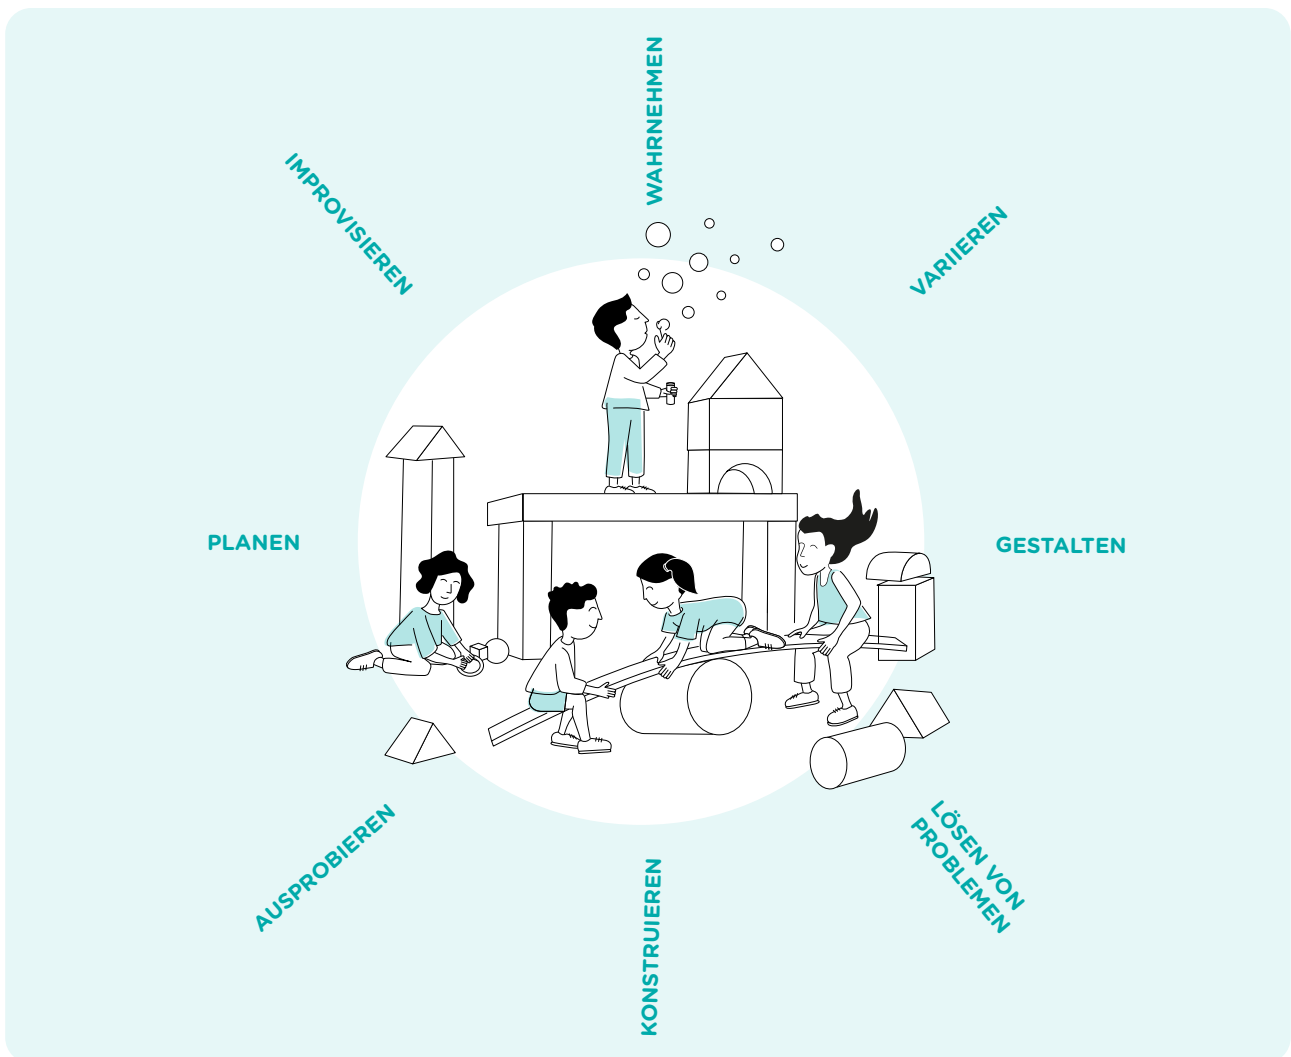 WAHRNEHMEN
VARIIEREN
GESTALTEN
LÖSEN VON
PROBLEMEN
KONSTRUIEREN
AUSPROBIEREN
PLANEN
IMPROVISIEREN